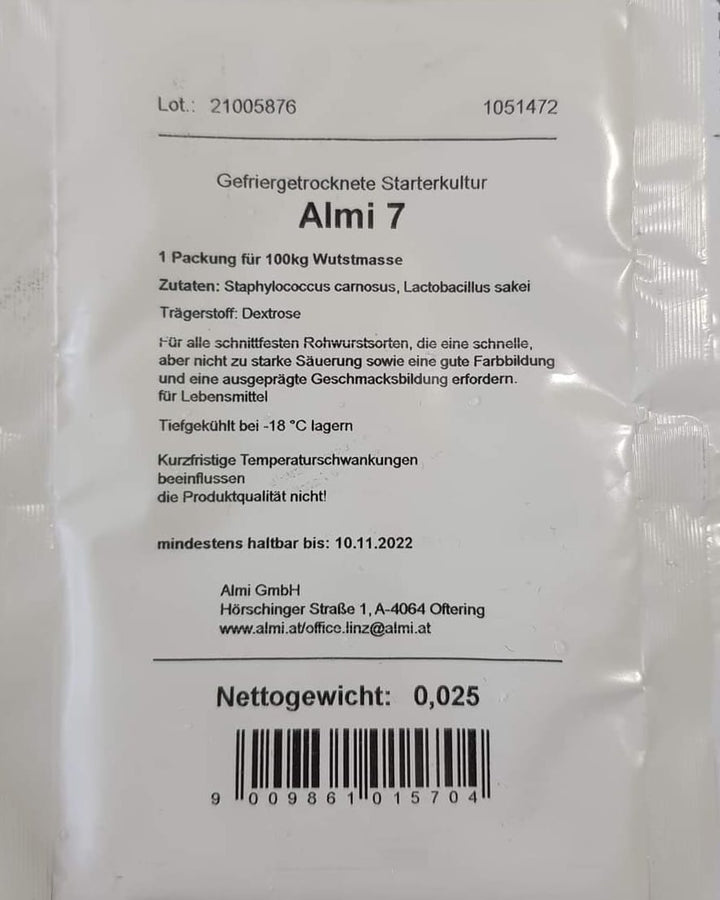 Lot.: 21005876 1051472
Gefriergetrocknete Starterkultur
Almi 7
1 Packung für 100kg Wutstmasse
Zutaten: Staphylococcus carnosus, Lactobacillus sakei
Trägerstoff: Dextrose
Für alle schnittfesten Rohwurstsorten, die eine schnelle,
aber nicht zu starke Säuerung sowie eine gute Farbbildung
und eine ausgeprägte Geschmacksbildung erfordern.
für Lebensmittel
Tiefgekühlt bei -18 °C lagern
Kurzfristige Temperaturschwankungen
beeinflussen
die Produktqualität nicht!
mindestens haltbar bis: 10.11.2022
Almi GmbH
Hörschinger Straße 1, A-4064 Oftering
www.almi.at/office.linz@almi.at
Nettogewicht: 0,025
9 009861 015704